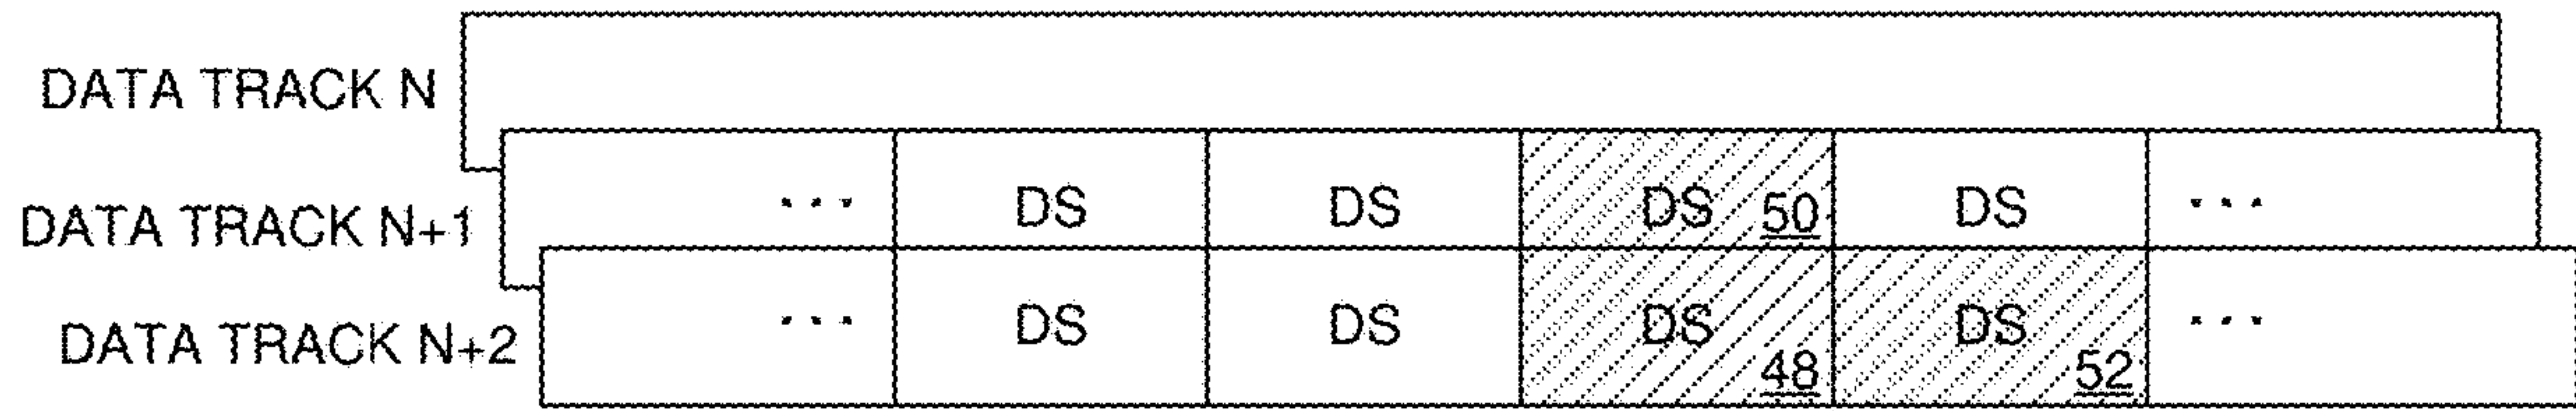 DATA TRACK N
DATA TRACK N+1 ... DS DS DS 50 DS ...
DATA TRACK N+2 ... DS DS DS 48 DS 52 ...